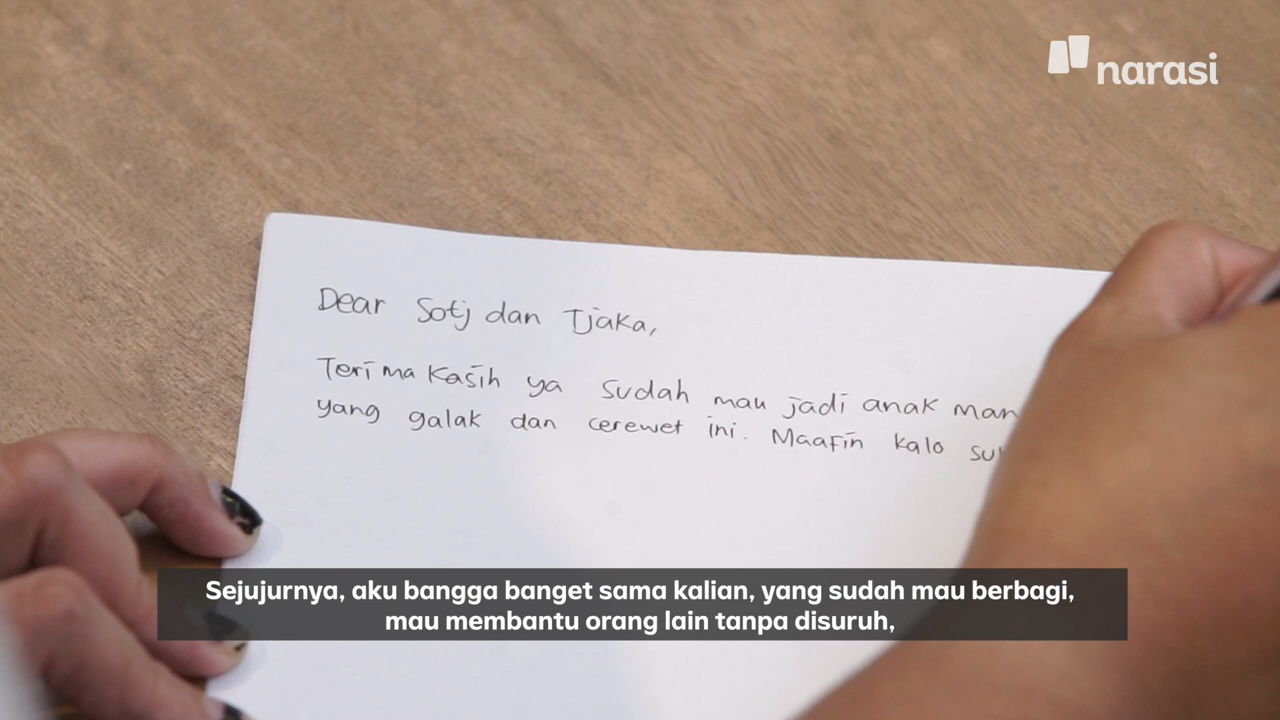 narasi
Dear Sotj dan Tjaka,
Terima Kasih ya sudah mau jadi anak
yang galak dan cerewet ini. Maafin kalo
Sejujurnya, aku bangga banget sama kalian, yang sudah mau berbagi,
mau membantu orang lain tanpa disuruh,